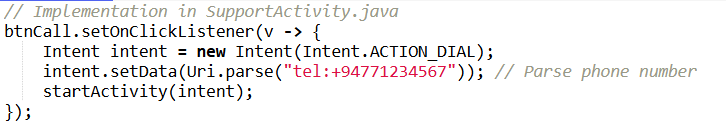 // Implementation in SupportActivity.java
btnCall.setOnClickListener(v -> {
    Intent intent = new Intent(Intent.ACTION_DIAL);
    intent.setData(Uri.parse("tel:+94771234567")); // Parse phone number
    startActivity(intent);
});